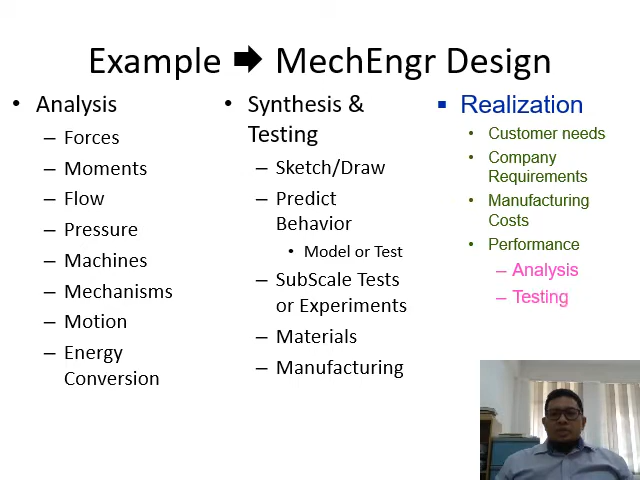 Example 🡆 MechEngr Design
• Analysis
– Forces
– Moments
– Flow
– Pressure
– Machines
– Mechanisms
– Motion
– Energy
Conversion
• Synthesis &
Testing
– Sketch/Draw
– Predict
Behavior
• Model or Test
– SubScale Tests
or Experiments
– Materials
– Manufacturing
▪ Realization
• Customer needs
• Company
Requirements
• Manufacturing
Costs
• Performance
– Analysis
– Testing